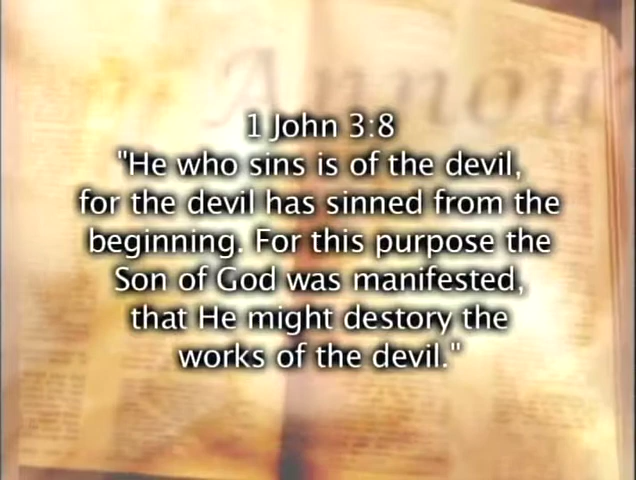 Annou
1 John 3:8
"He who sins is of the devil,
for the devil has sinned from the
beginning. For this purpose the
Son of God was manifested,
that He might destory the
works of the devil."